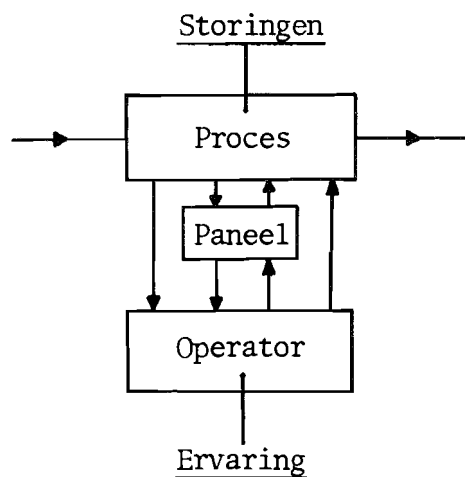 Storingen
Proces
Paneel
Operator
Ervaring